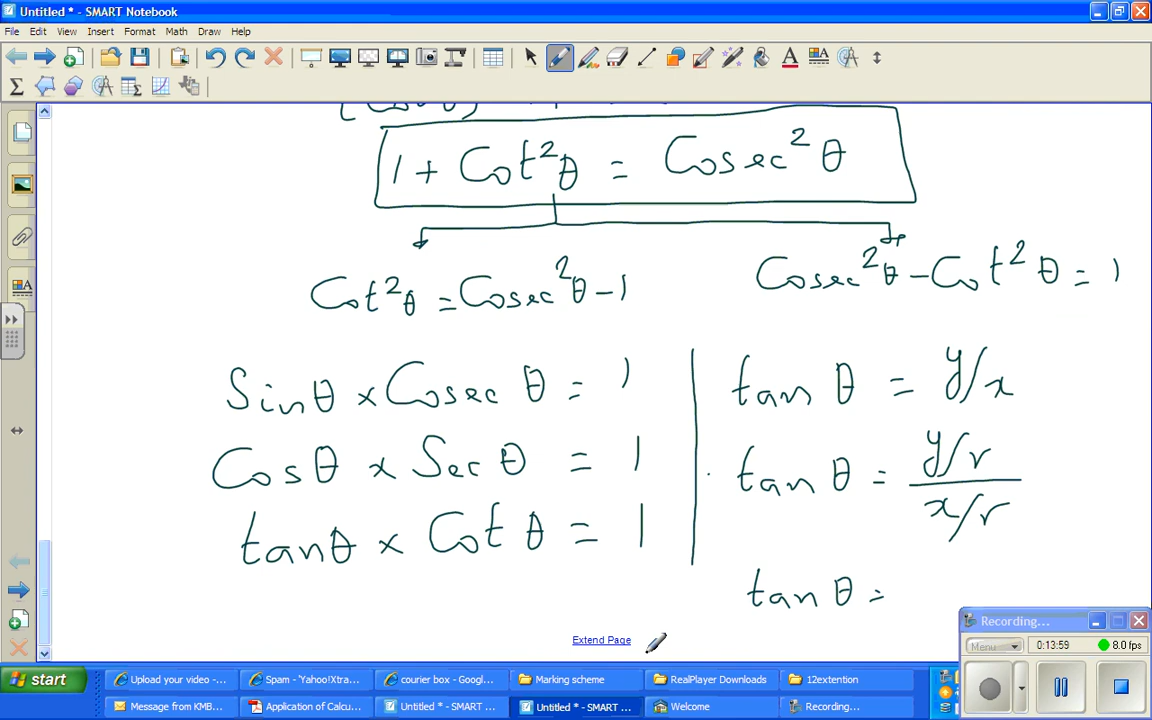 Untitled * - SMART Notebook
File Edit View Insert Format Math Draw Help
1 + Cot²θ = Cosec²θ
Cot²θ = Cosec²θ - 1
Cosec²θ - Cot²θ = 1
Sinθ × Cosec θ = 1
Cosθ × Sec θ = 1
tanθ × Cot θ = 1
tan θ = y/x
tan θ = y/r
x/r
tan θ =
Extend Page
Recording...
Menu 0:13:59 8.0 fps
start Upload your video -... Spam - 'Yahoo!Xtra... courier box - Googl... Marking scheme RealPlayer Downloads 12extention
Message from KMB... Application of Calcu... Untitled * - SMART ... Untitled * - SMART ... Welcome Recording...